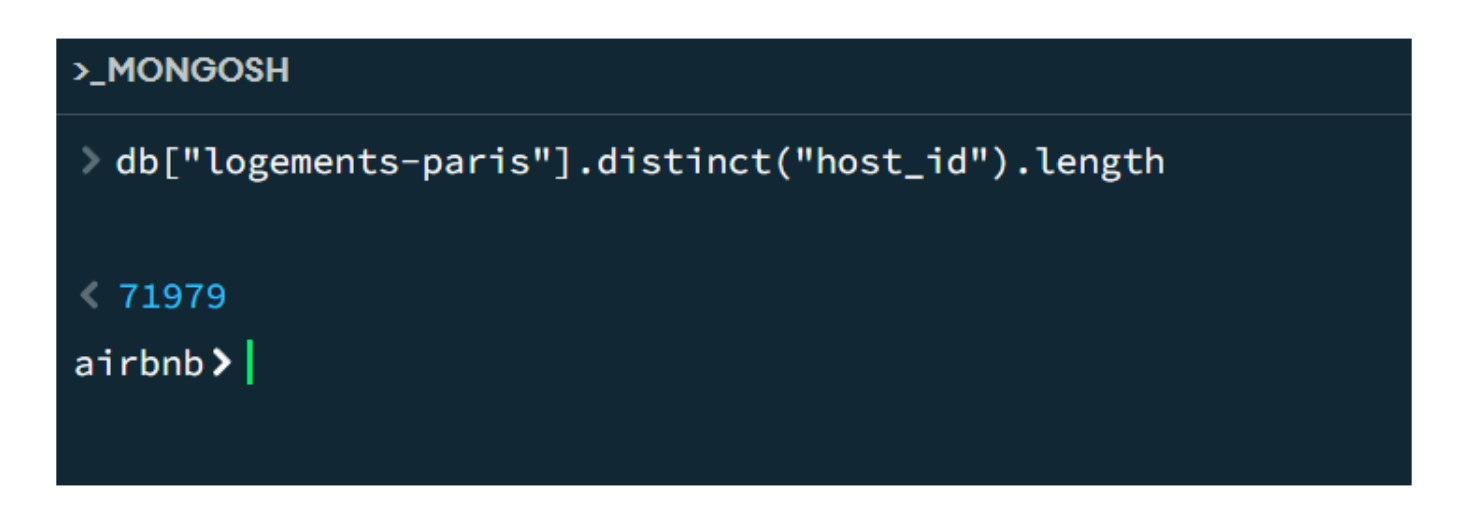 >_MONGOSH
> db["logements-paris"].distinct("host_id").length
< 71979
airbnb>